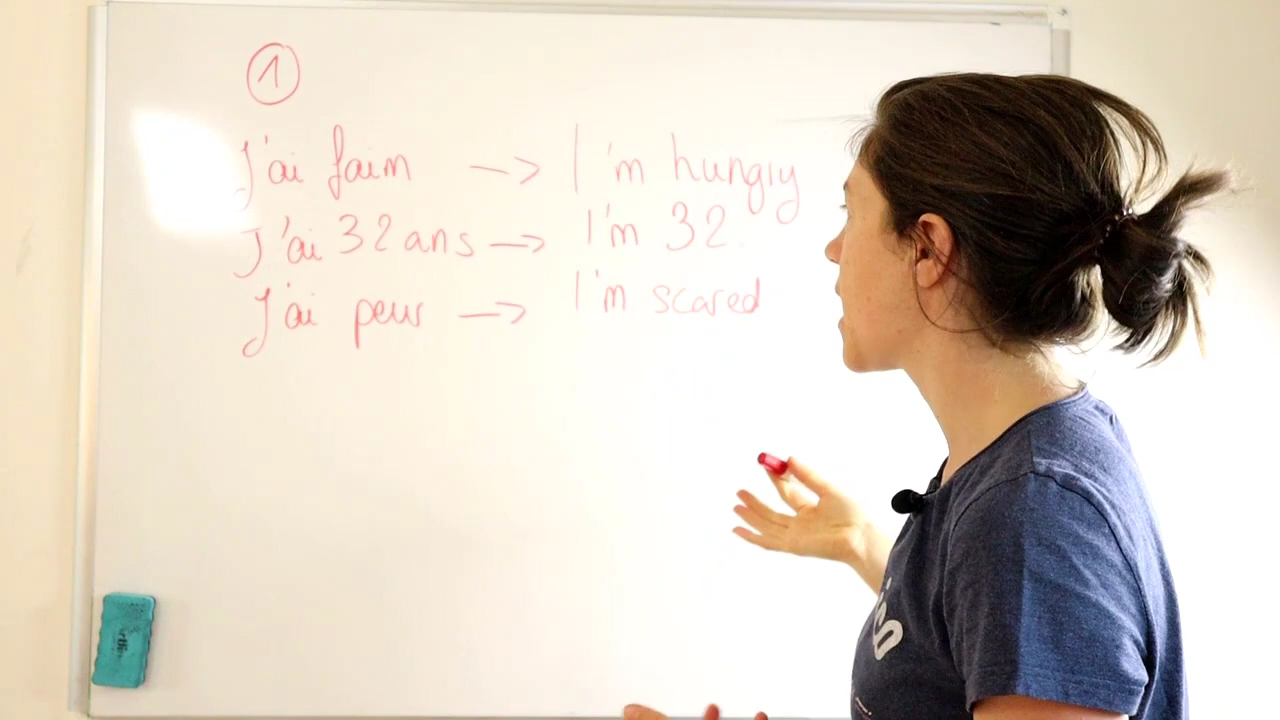 1
J'ai faim → I'm hungry
J'ai 32 ans → I'm 32.
J'ai peur → I'm scared